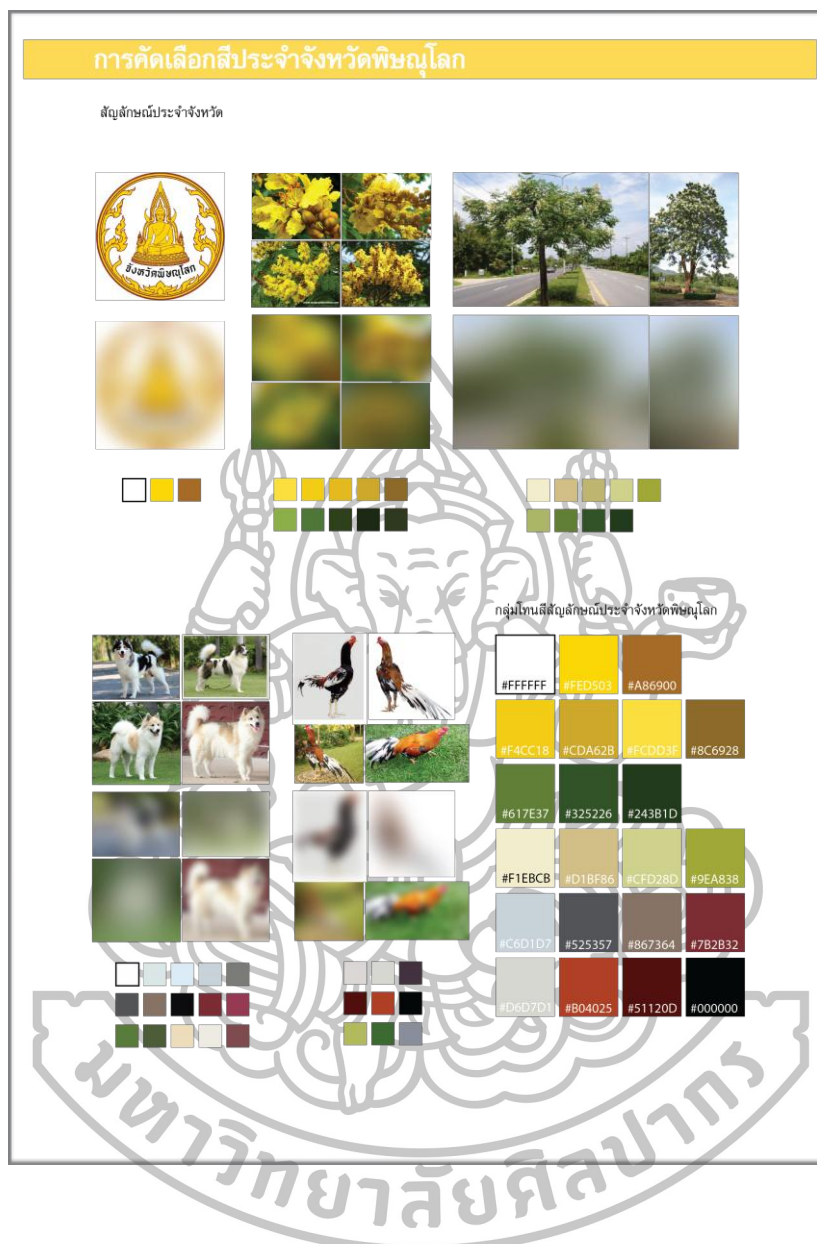 การคัดเลือกสีประจำจังหวัดพิษณุโลก
สัญลักษณ์ประจำจังหวัด
จังหวัดพิษณุโลก
กลุ่มโทนสีสัญลักษณ์ประจำจังหวัดพิษณุโลก
#FFFFFF #FED503 #A86900
#F4CC18 #CDA62B #FCDD3F #8C6928
#617E37 #325226 #243B1D
#F1EBCB #D1BF86 #CFD28D #9EA838
#C6D1D7 #525357 #867364 #7B2B32
#D6D7D1 #B04025 #51120D #000000
มหาวิทยาลัยศิลปากร